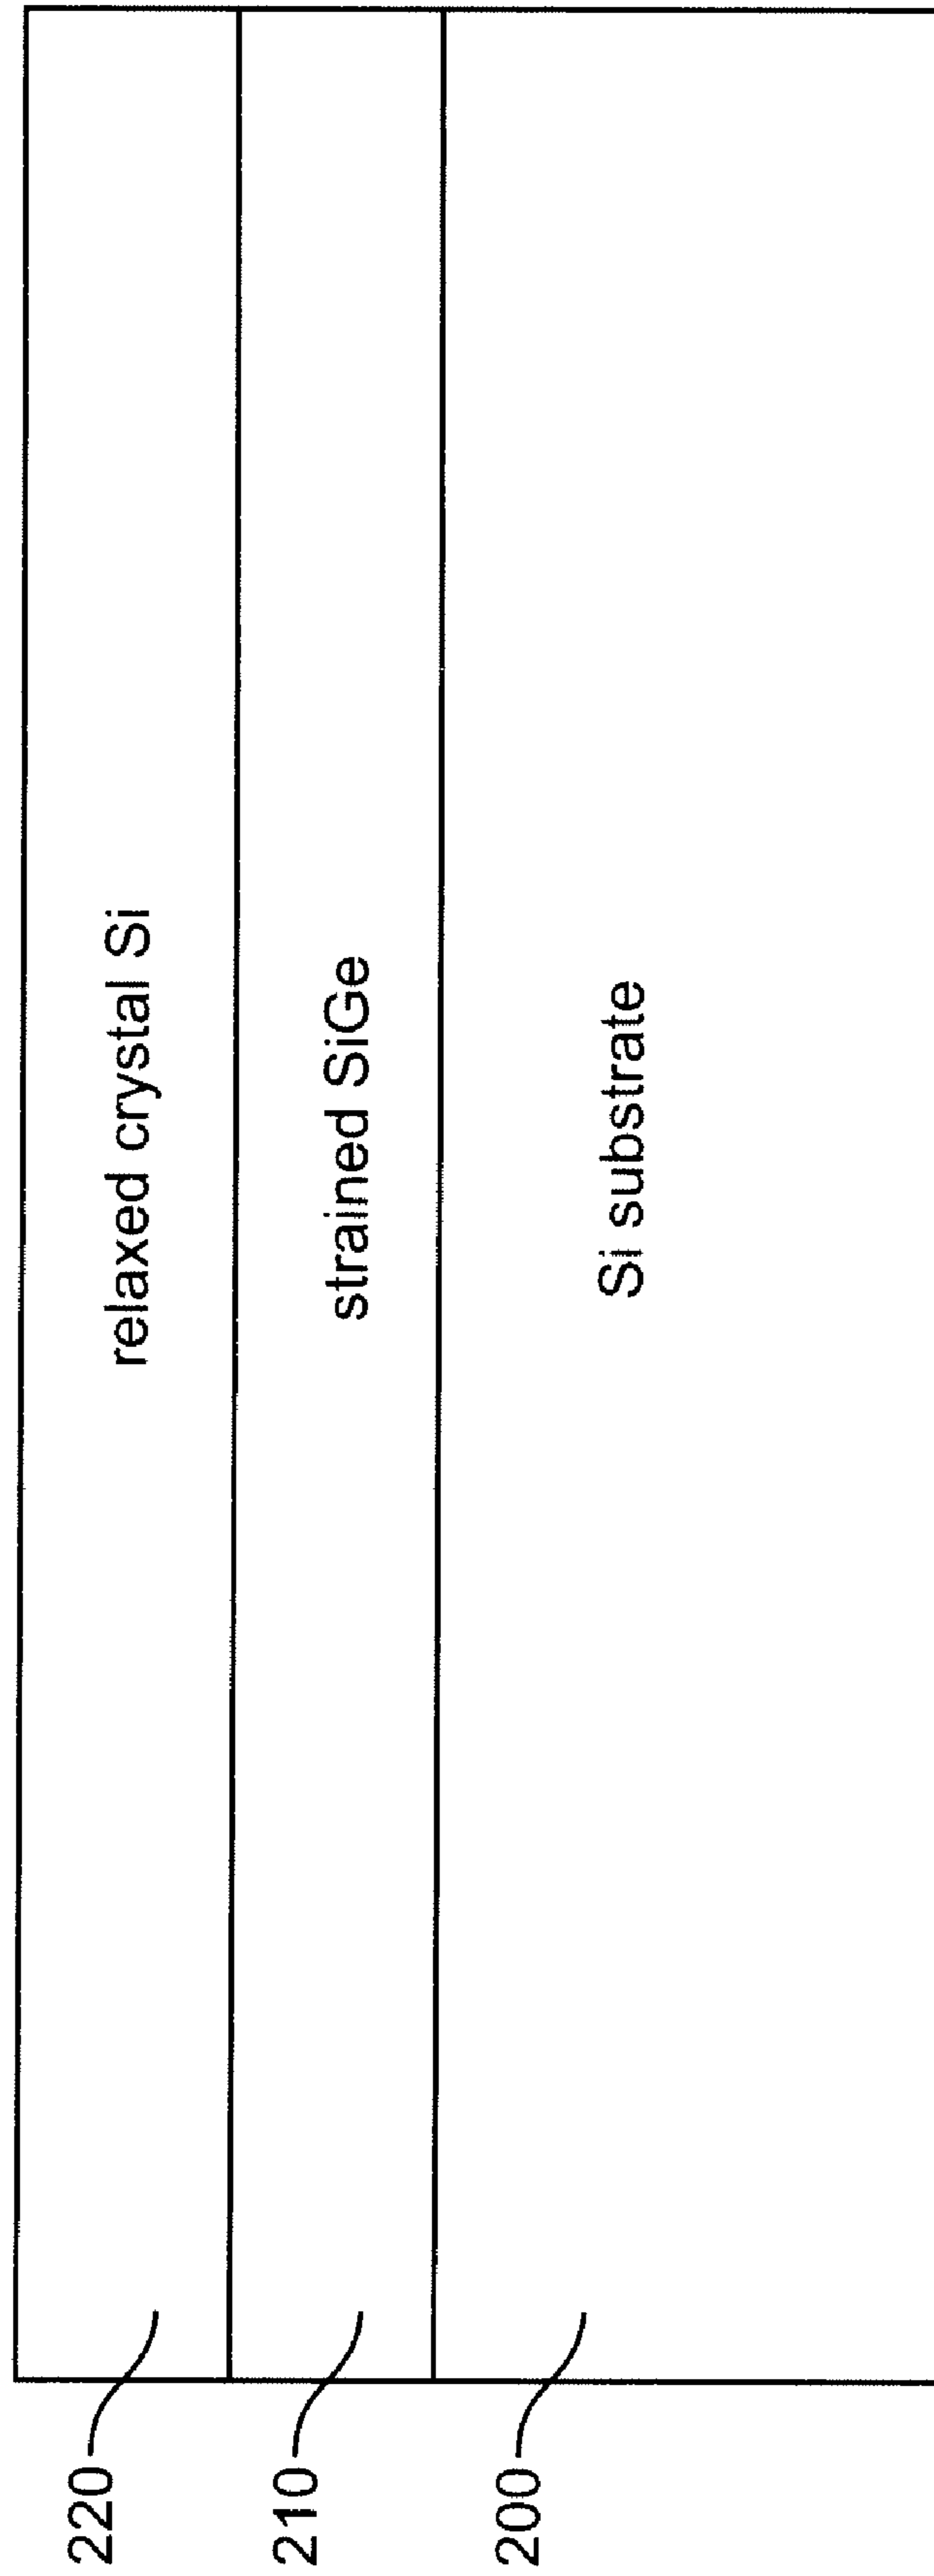 220
relaxed crystal Si
210
strained SiGe
200
Si substrate